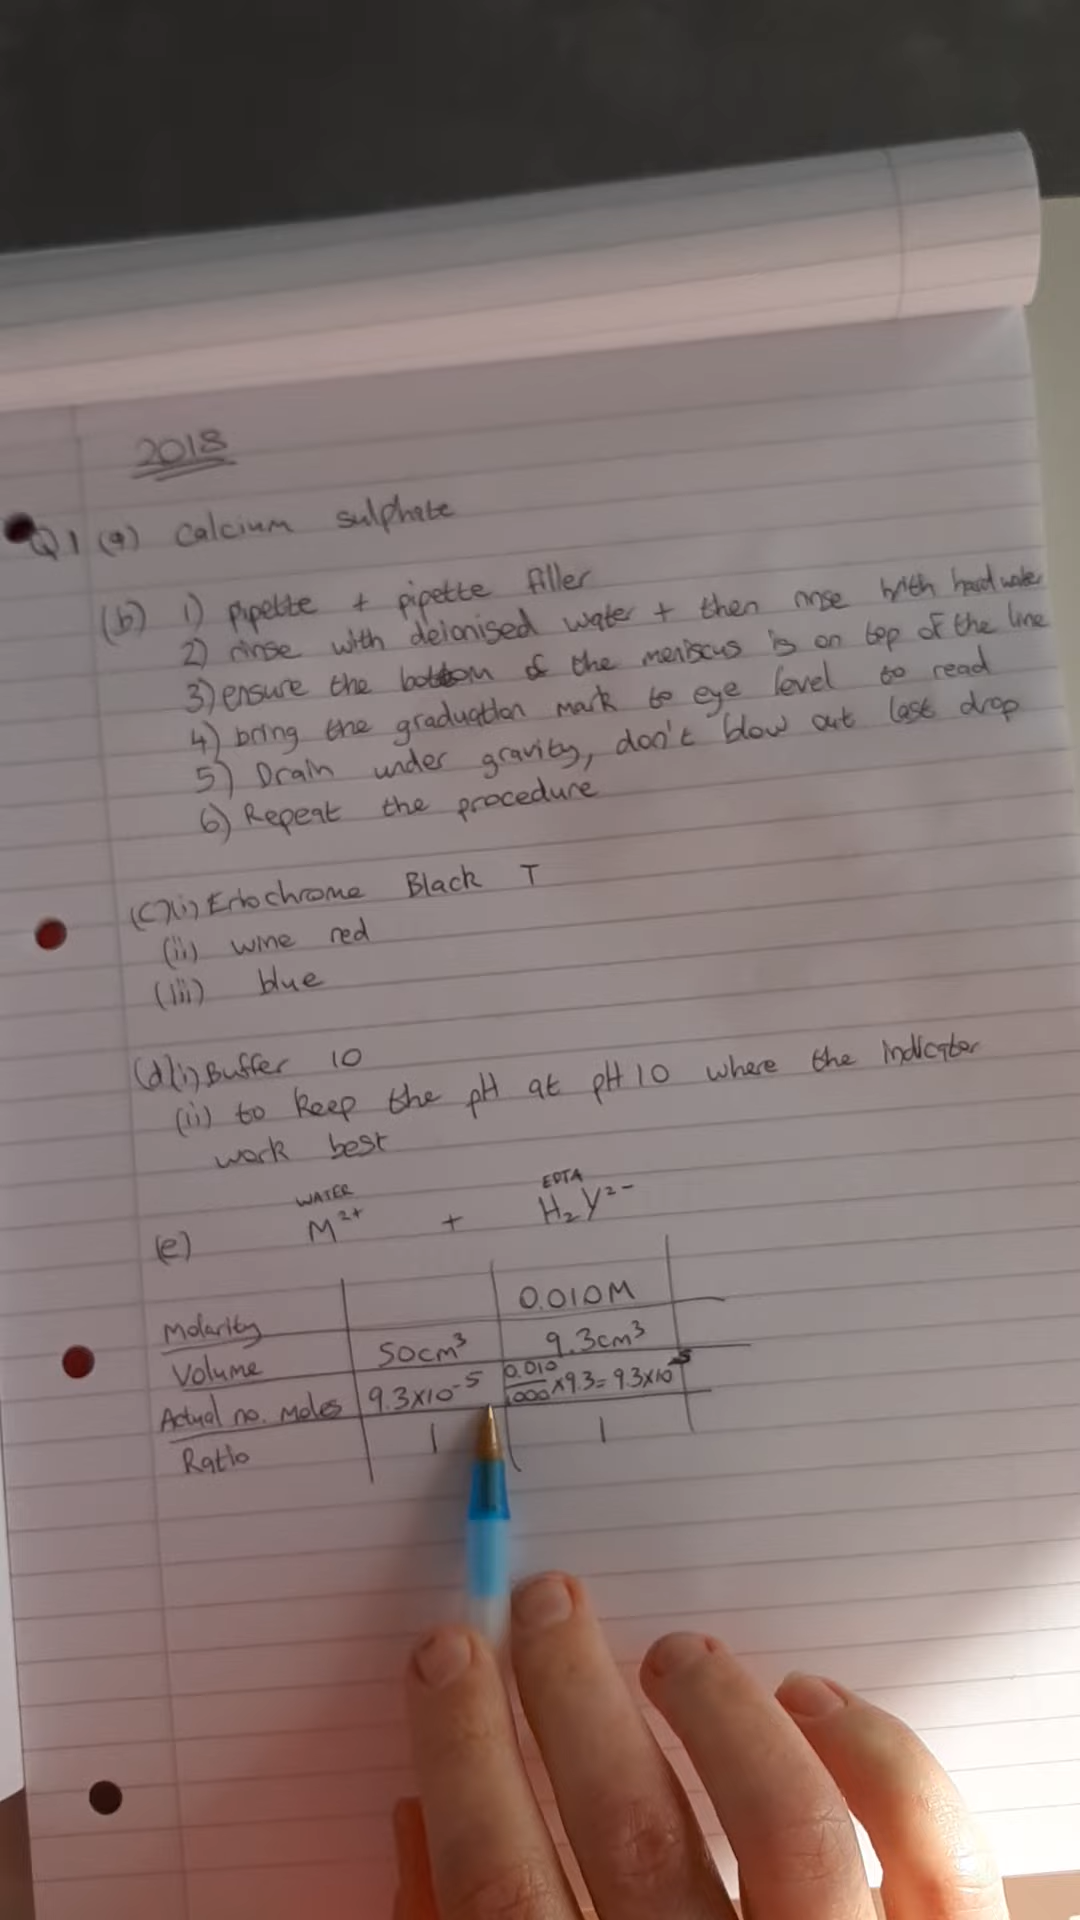 2018
Q1 (a) Calcium sulphate
(b) 1) pipette + pipette filler
2) rinse with deionised water + then rinse with hard water
3) ensure the bottom of the meniscus is on top of the line
4) bring the graduation mark to eye level to read
5) Drain under gravity, don't blow out last drop
6) Repeat the procedure
(c)(i) Eriochrome Black T
(ii) wine red
(iii) blue
(d)(i) Buffer 10
(ii) to keep the pH at pH 10 where the indicator
work best
WATER EDTA
(e) M²⁺ + H₂Y²⁻
Molarity 0.010M
Volume 50cm³ 9.3cm³
Actual no. Moles 9.3x10⁻⁵ 0.010/1000 x9.3= 9.3x10⁻⁵
Ratio 1 1